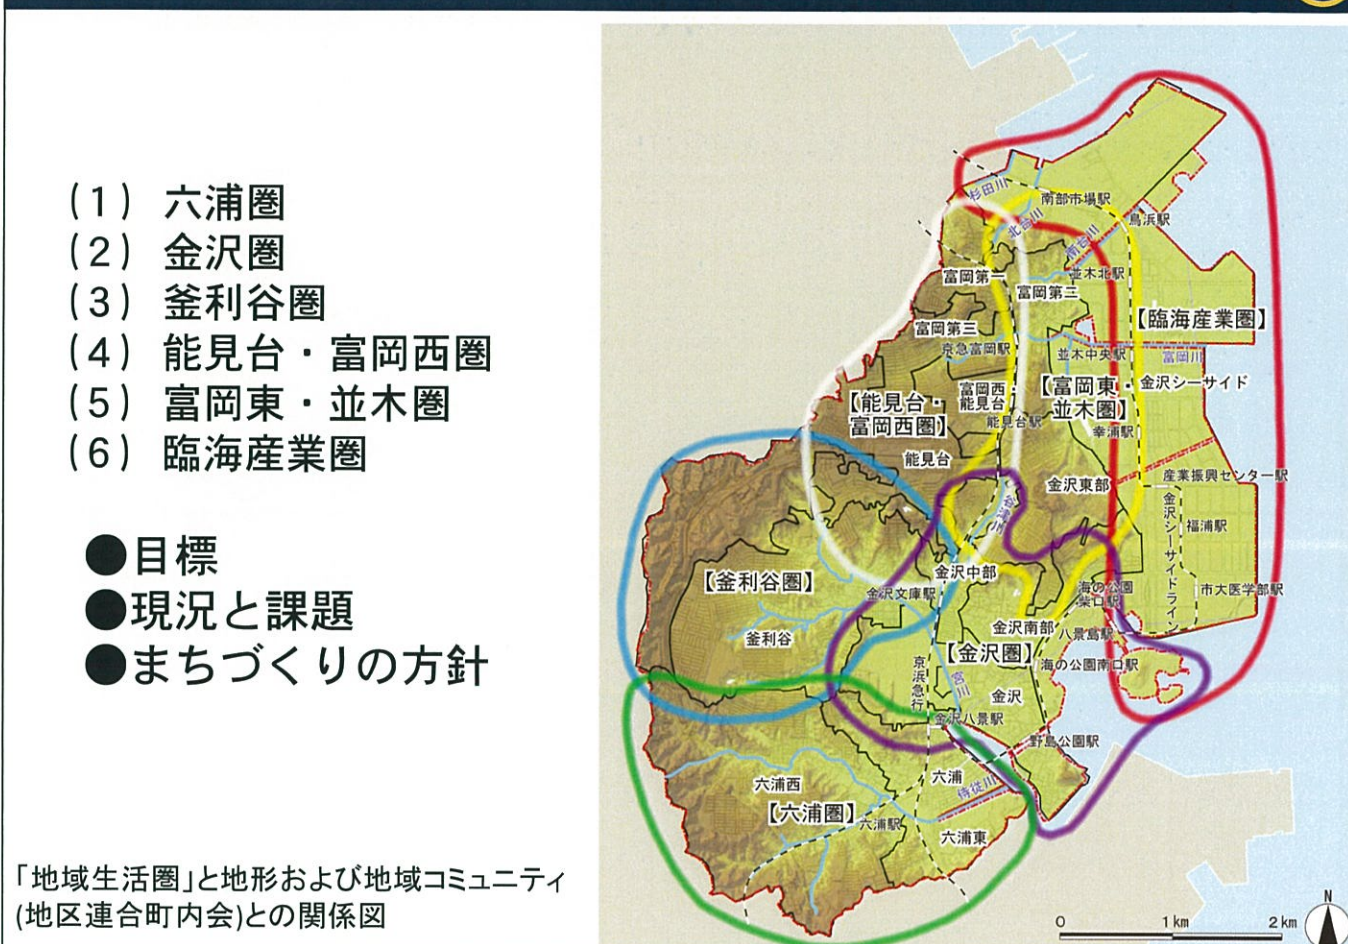 (1) 六浦圏
(2) 金沢圏
(3) 釜利谷圏
(4) 能見台・富岡西圏
(5) 富岡東・並木圏
(6) 臨海産業圏
●目標
●現況と課題
●まちづくりの方針
「地域生活圏」と地形および地域コミュニティ
(地区連合町内会)との関係図
杉田川
南部市場駅
鳥浜駅
北台川
南台川
並木北駅
富岡第一
富岡第二
【臨海産業圏】
富岡第三
京急富岡駅
並木中央駅
富岡川
富岡西・
能見台
【富岡東・
並木圏】
金沢シーサイド
【能見台・
富岡西圏】
能見台駅
幸浦駅
能見台
金沢東部
産業振興センター駅
金沢シーサイドライン
福浦駅
金沢中部
【釜利谷圏】
金沢文庫駅
海の公園
柴口駅
市大医学部駅
釜利谷
金沢南部
八景島駅
【金沢圏】
海の公園南口駅
京浜急行
宮川
金沢
金沢八景駅
野島公園駅
六浦西
六浦
侍従川
【六浦圏】
六浦駅
六浦東
N
0 1km 2km